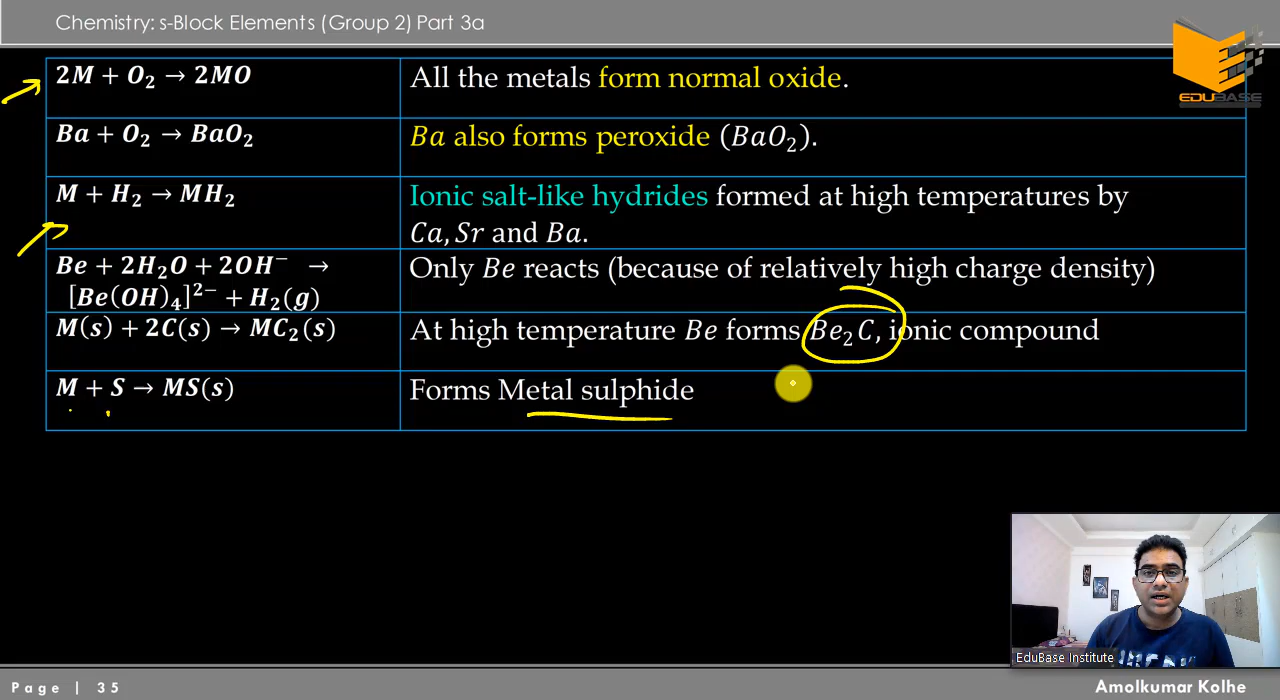 Chemistry: s-Block Elements (Group 2) Part 3a
EDUBASE
2M + O₂ → 2MO
All the metals form normal oxide.
Ba + O₂ → BaO₂
Ba also forms peroxide (BaO₂).
M + H₂ → MH₂
Ionic salt-like hydrides formed at high temperatures by
Ca, Sr and Ba.
Be + 2H₂O + 2OH⁻ →
[Be(OH)₄]²⁻ + H₂(g)
Only Be reacts (because of relatively high charge density)
M(s) + 2C(s) → MC₂(s)
At high temperature Be forms Be₂C, ionic compound
M + S → MS(s)
Forms Metal sulphide
EduBase Institute
Page | 35
Amolkumar Kolhe